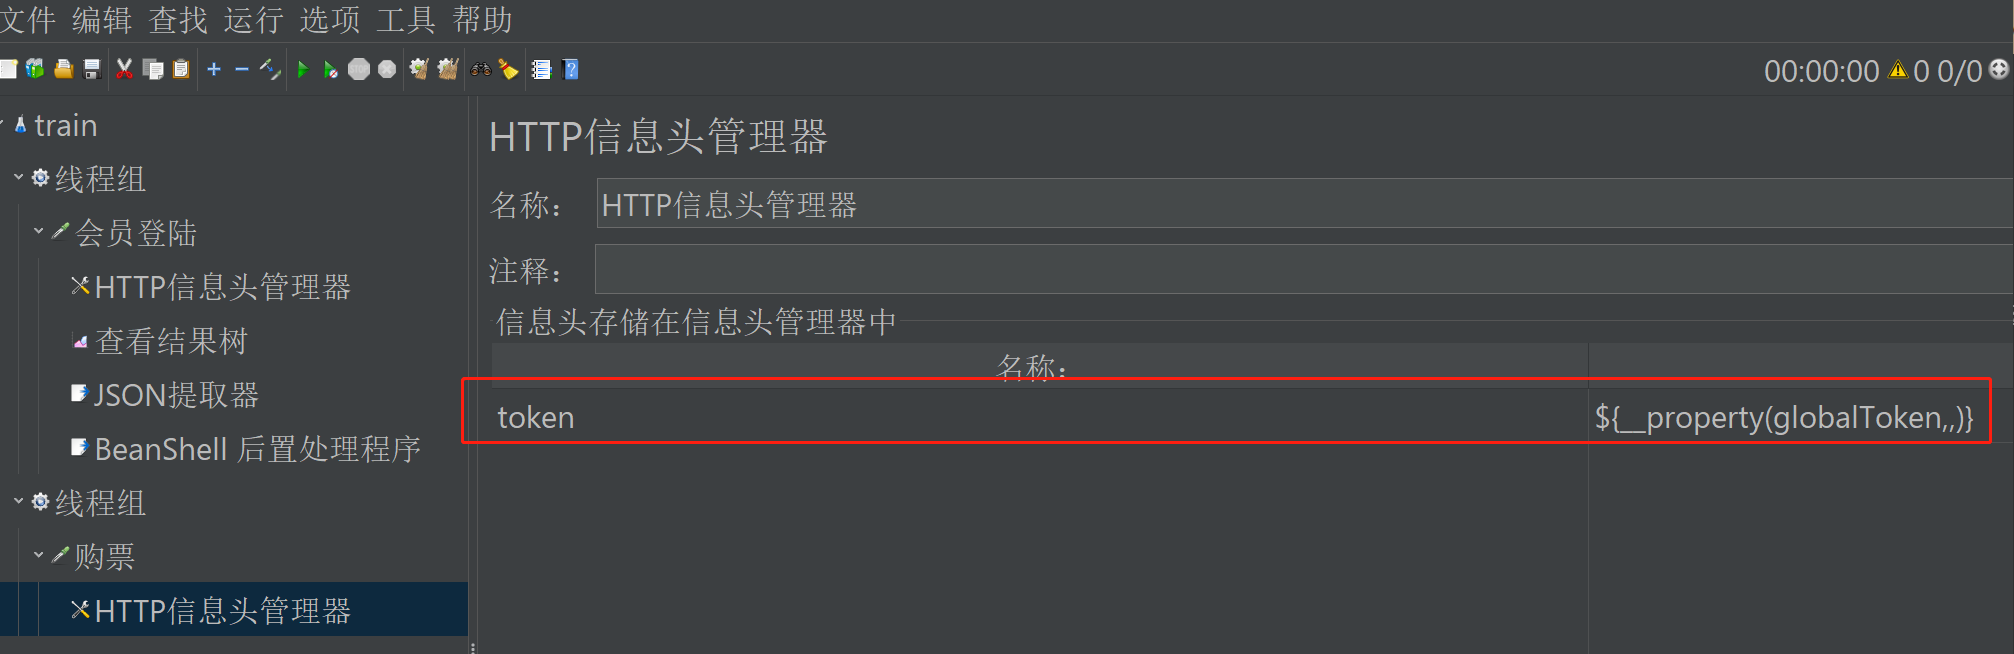 文件 编辑 查找 运行 选项 工具 帮助
00:00:00 0 0/0
train
线程组
会员登陆
HTTP信息头管理器
查看结果树
JSON提取器
BeanShell 后置处理程序
线程组
购票
HTTP信息头管理器
HTTP信息头管理器
名称： HTTP信息头管理器
注释：
信息头存储在信息头管理器中
名称：
token ${__property(globalToken,,)}